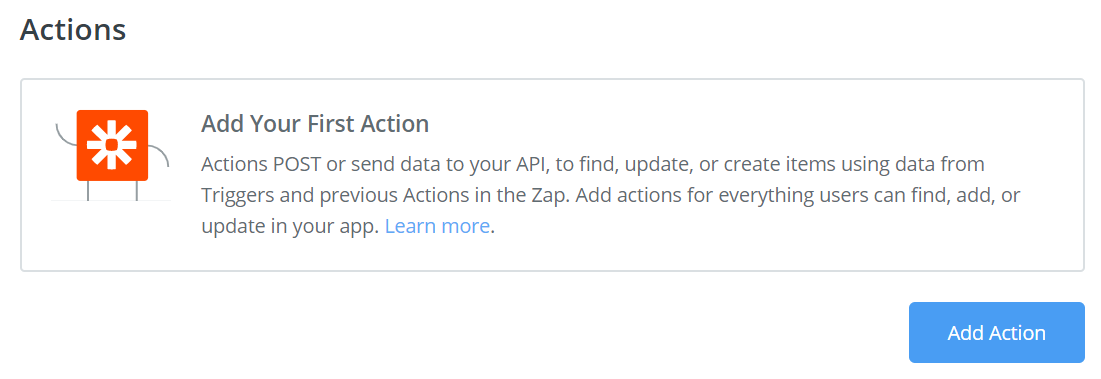 Actions
Add Your First Action
Actions POST or send data to your API, to find, update, or create items using data from
Triggers and previous Actions in the Zap. Add actions for everything users can find, add, or
update in your app. Learn more.
Add Action